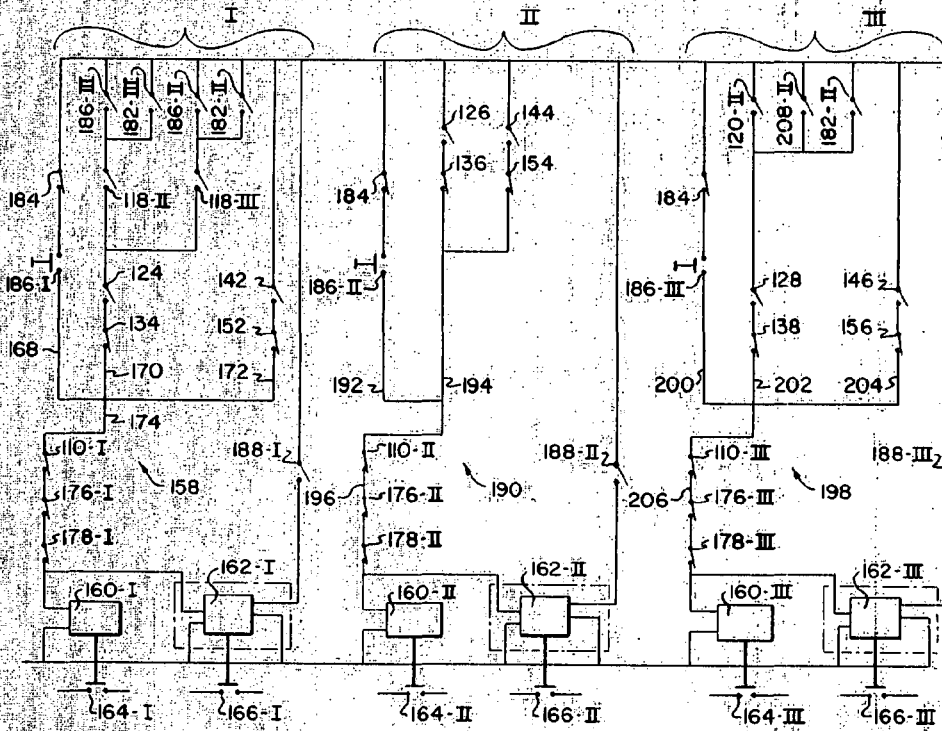 I II III
186-III 182-III 186-II 182-II 126 144 120-II 208-II 182-II
136 154
184 118-II 118-III 184 184
186-I 124 142 186-II 186-III 128 146
134 152 138 156
168 170 172 192 194 200 202 204
174
110-I 188-I 110-II 188-II 110-III 188-III
176-I 158 196 176-II 190 206 176-III 198
178-I 178-II 178-III
160-I 162-I 160-II 162-II 160-III 162-III
164-I 166-I 164-II 166-II 164-III 166-III